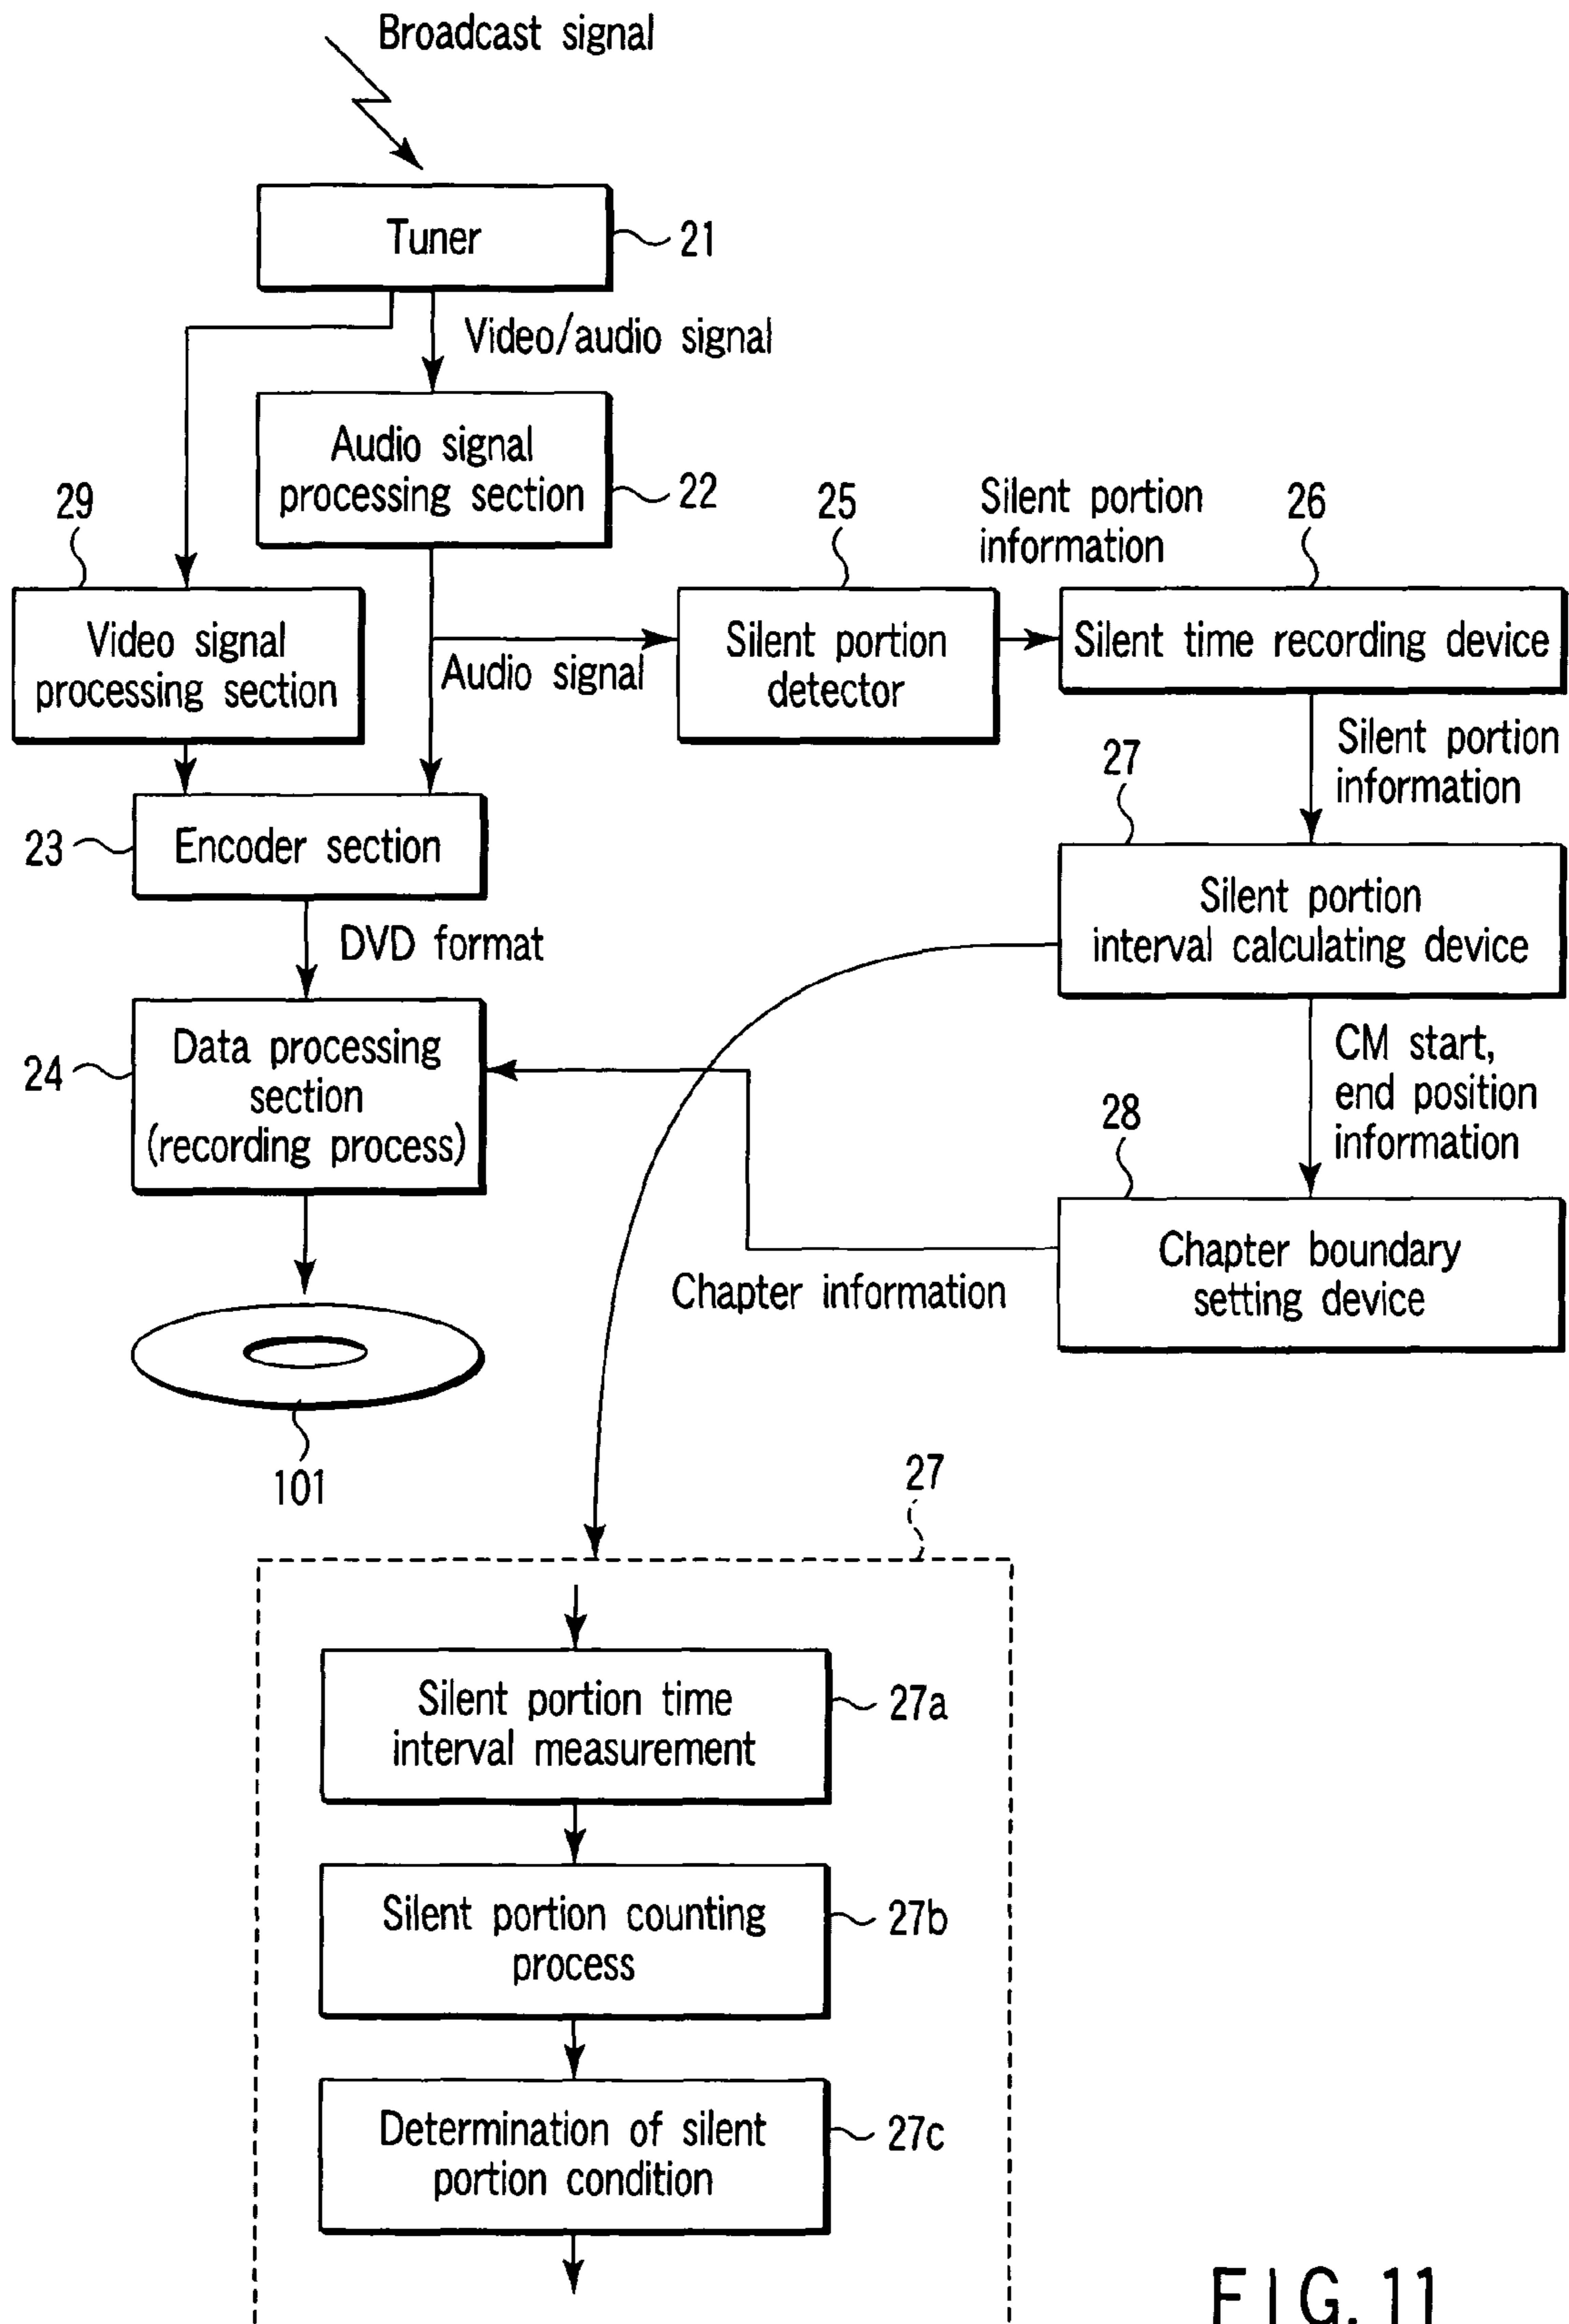 Broadcast signal
Tuner
21
Video/audio signal
Audio signal
processing section
22
29
25
Silent portion
information
26
Video signal
processing section
Audio signal
Silent portion
detector
Silent time recording device
Silent portion
information
27
23
Encoder section
Silent portion
interval calculating device
DVD format
24
Data processing
section
(recording process)
CM start,
end position
information
28
Chapter boundary
setting device
Chapter information
101
27
Silent portion time
interval measurement
27a
Silent portion counting
process
27b
Determination of silent
portion condition
27c
FIG. 11